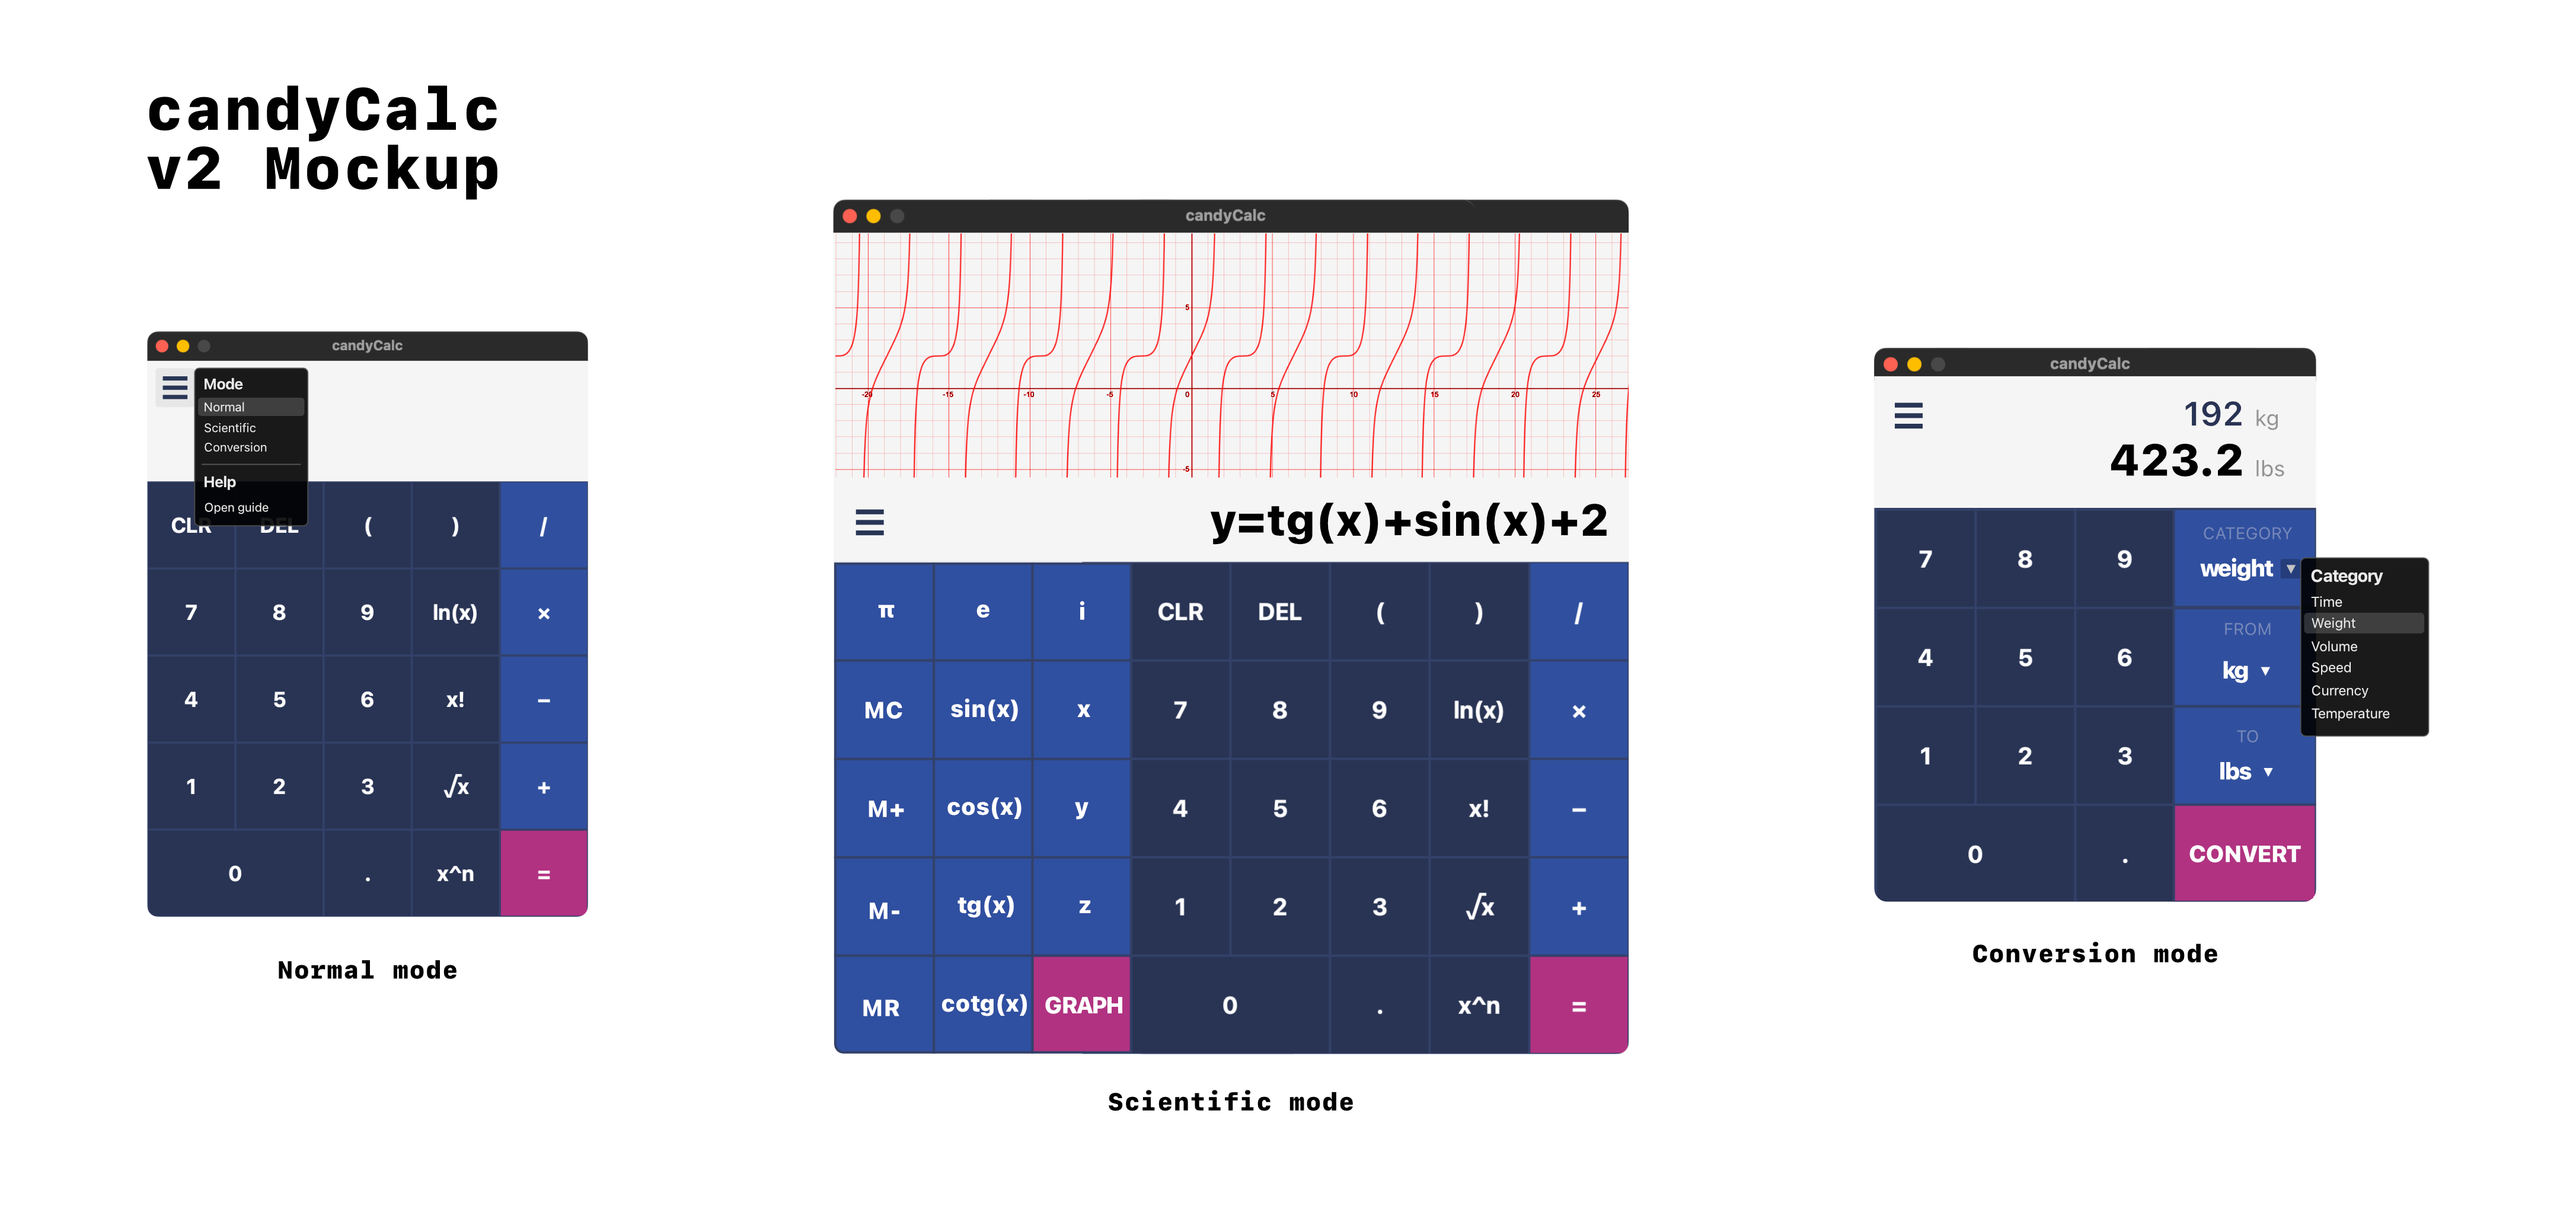 candyCalc
v2 Mockup
candyCalc
Mode
Normal
Scientific
Conversion
Help
Open guide
CLR DEL ( ) /
7 8 9 ln(x) ×
4 5 6 x! −
1 2 3 √x +
0 . x^n =
Normal mode
candyCalc
5
-20 -15 -10 -5 0 5 10 15 20 25
-5
y=tg(x)+sin(x)+2
π e i CLR DEL ( ) /
MC sin(x) x 7 8 9 ln(x) ×
M+ cos(x) y 4 5 6 x! −
M- tg(x) z 1 2 3 √x +
MR cotg(x) GRAPH 0 . x^n =
Scientific mode
candyCalc
192 kg
423.2 lbs
7 8 9 CATEGORY
weight ▼
4 5 6 FROM
kg ▼
1 2 3 TO
lbs ▼
0 . CONVERT
Category
Time
Weight
Volume
Speed
Currency
Temperature
Conversion mode